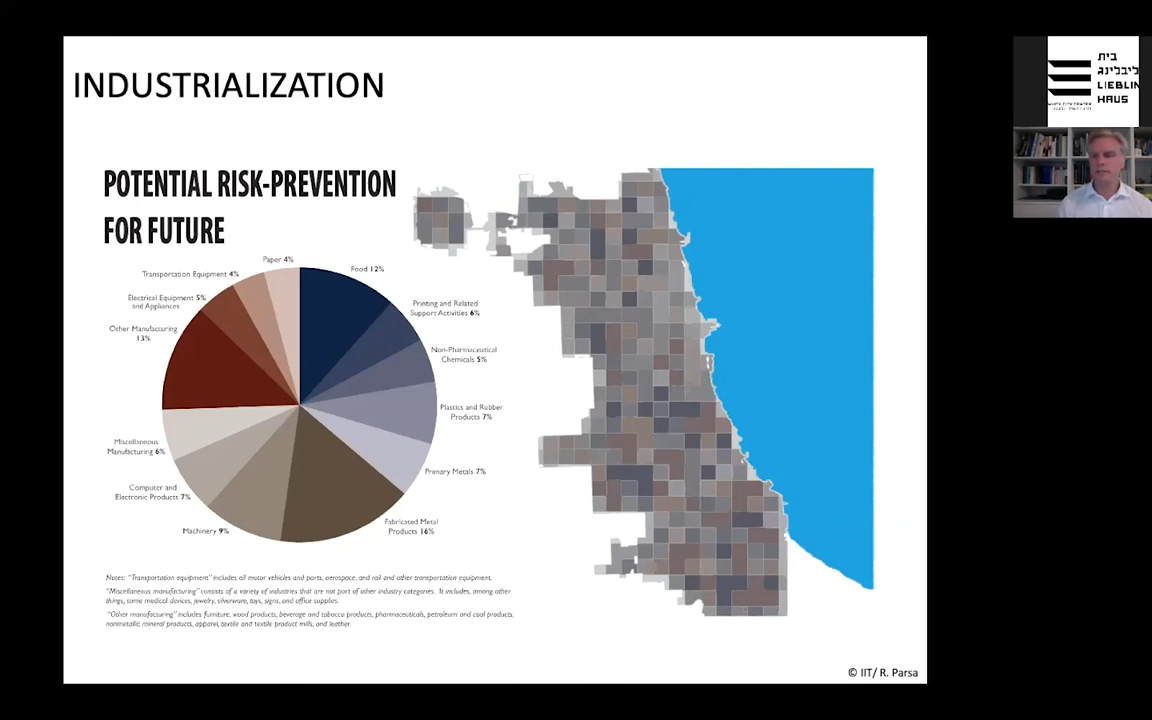 INDUSTRIALIZATION
POTENTIAL RISK-PREVENTION
FOR FUTURE
Paper 4%
Food 12%
Transportation Equipment 4%
Electrical Equipment 5%
and Appliances
Printing and Related
Support Activities 6%
Other Manufacturing
13%
Non-Pharmaceutical
Chemicals 5%
Plastics and Rubber
Products 7%
Miscellaneous
Manufacturing 6%
Primary Metals 7%
Computer and
Electronic Products 7%
Fabricated Metal
Products 16%
Machinery 9%
Notes: "Transportation equipment" includes all motor vehicles and parts, aerospace, and rail and other transportation equipment.
"Miscellaneous manufacturing" consists of a variety of industries that are not part of other industry categories. It includes, among other
things, some medical devices, jewelry, silverware, toys, signs, and office supplies.
"Other manufacturing" includes furniture, wood products, beverage and tobacco products, pharmaceuticals, petroleum and coal products,
nonmetallic mineral products, apparel, textile and textile product mills, and leather.
© IIT/ R. Parsa
בית
ליבלינג
LIEBLIN
HAUS